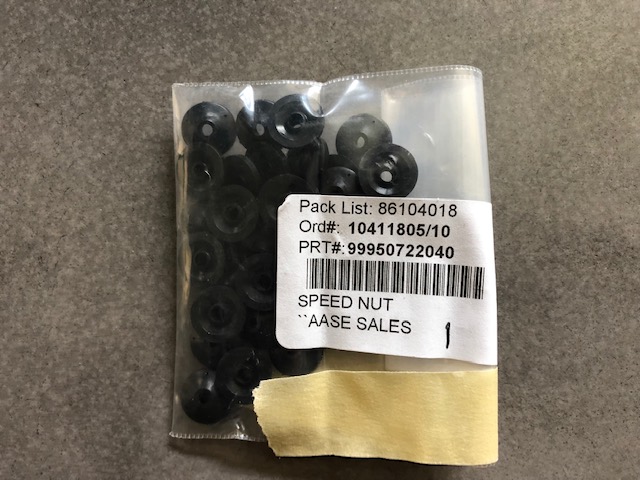 Pack List: 86104018
Ord#: 10411805/10
PRT#:99950722040
SPEED NUT
``AASE SALES
1